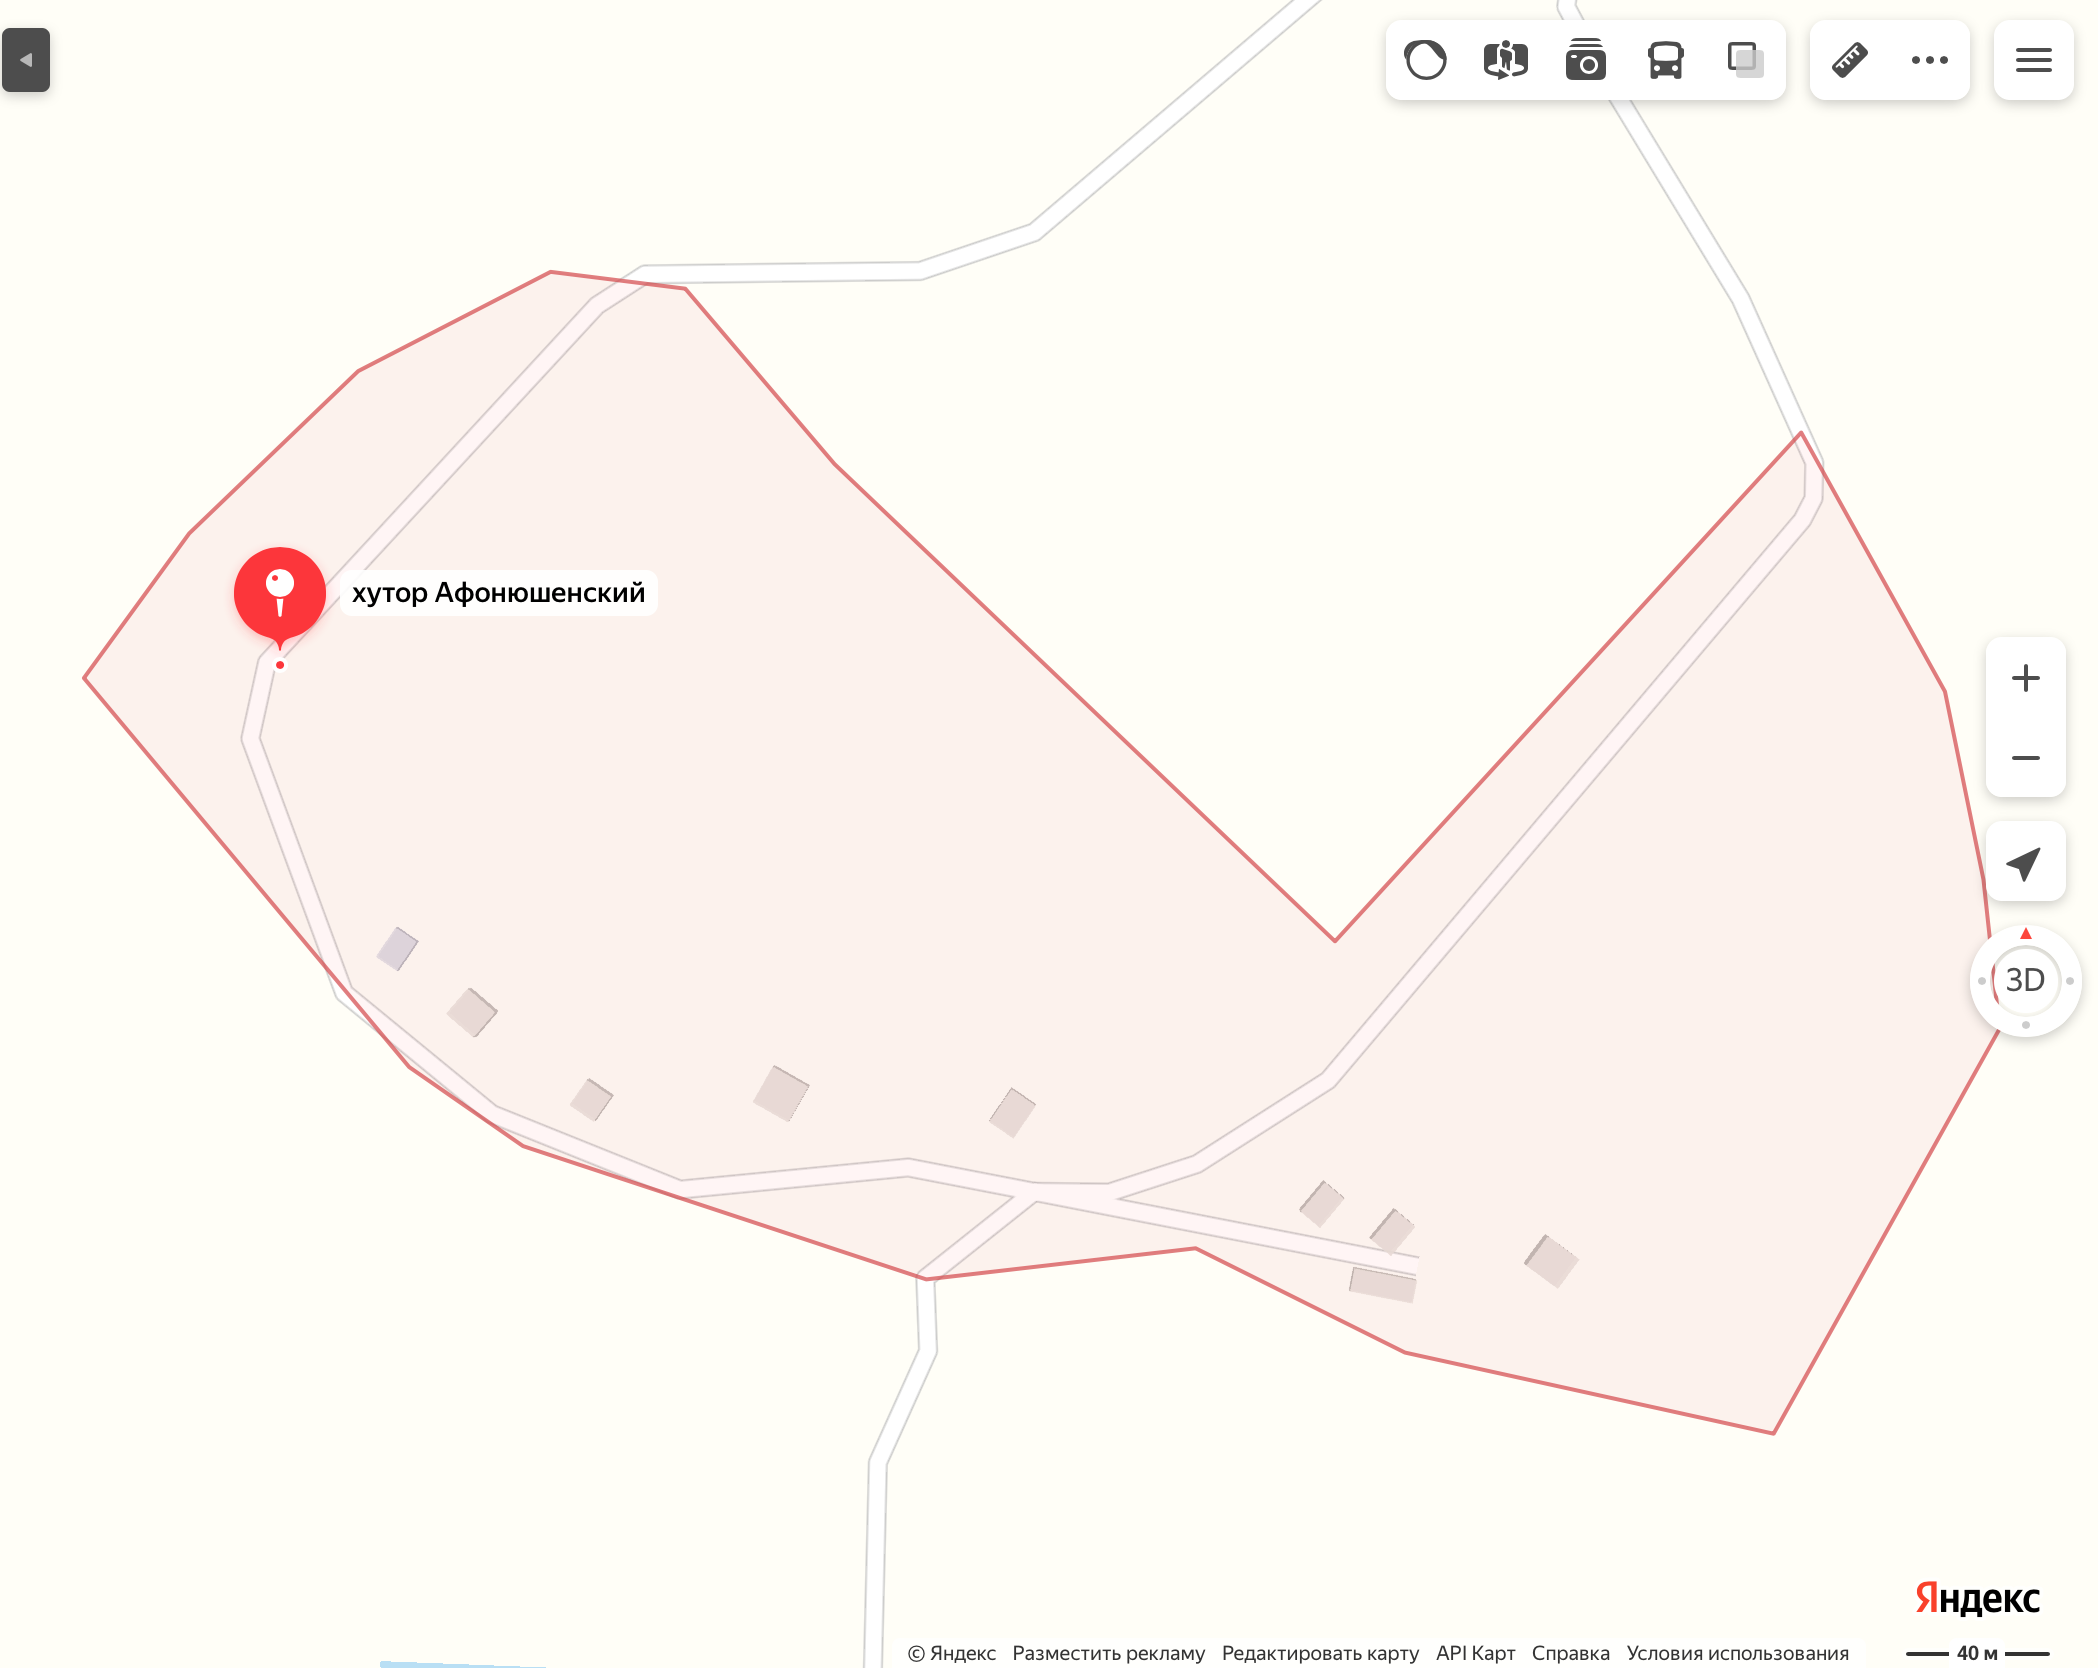 хутор Афонюшенский
3D
Яндекс
© Яндекс Разместить рекламу Редактировать карту API Карт Справка Условия использования 40 м